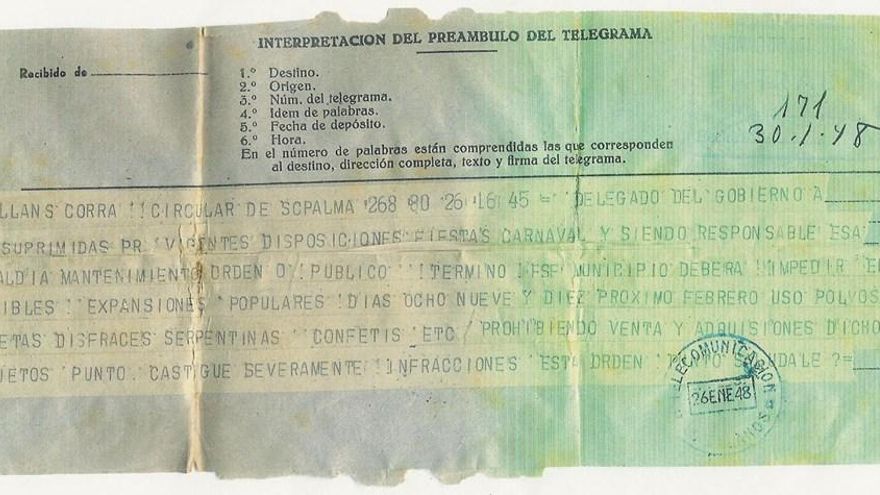 INTERPRETACION DEL PREAMBULO DEL TELEGRAMA
Recibido de
1.º Destino.
2.º Origen.
3.º Núm. del telegrama.
4.º Idem de palabras.
5.º Fecha de depósito.
6.º Hora.
En el número de palabras están comprendidas las que corresponden
al destino, dirección completa, texto y firma del telegrama.
171
30.1.48
LLANS CORRA !!CIRCULAR DE SCPALMA 268 80 26 16 45 = DELEGADO DEL GOBIERNO A
SUPRIMIDAS PR VIGENTES DISPOSICIONES FIESTAS CARNAVAL Y SIENDO RESPONSABLE ESA
ALDIA MANTENIMIENTO ORDEN O!PUBLICO !!TERMINO !ESE MUNICIPIO DEBERA !IMPEDIR
IBLES !!EXPANSIONES POPULARES !DIAS OCHO NUEVE Y DIEZ PROXIMO FEBRERO USO POLVOS
ETAS DISFRACES SERPENTINAS !!CONFETIS ETC / PROHIBIENDO VENTA Y ADQUISIONES DICHO
JETOS PUNTO CASTIGUE SEVERAMENTE !INFRACCIONES ESTA ORDEN
TELECOMUNICACION
26 ENE 48